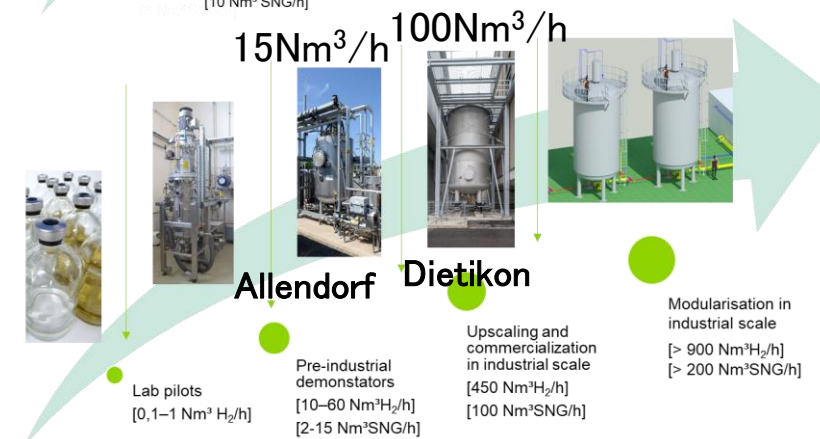 [10 Nm³ SNG/h]
15Nm³/h
100Nm³/h
Allendorf
Dietikon
Lab pilots
[0,1–1 Nm³ H₂/h]
Pre-industrial
demonstators
[10–60 Nm³H₂/h]
[2-15 Nm³SNG/h]
Upscaling and
commercialization
in industrial scale
[450 Nm³H₂/h]
[100 Nm³SNG/h]
Modularisation in
industrial scale
[> 900 Nm³H₂/h]
[> 200 Nm³SNG/h]